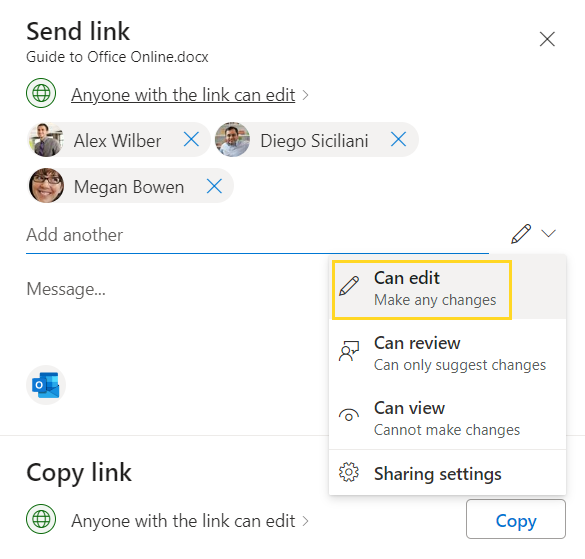 Send link
Guide to Office Online.docx
Anyone with the link can edit
Alex Wilber
Diego Siciliani
Megan Bowen
Add another
Message...
Can edit
Make any changes
Can review
Can only suggest changes
Can view
Cannot make changes
Sharing settings
Copy link
Anyone with the link can edit
Copy